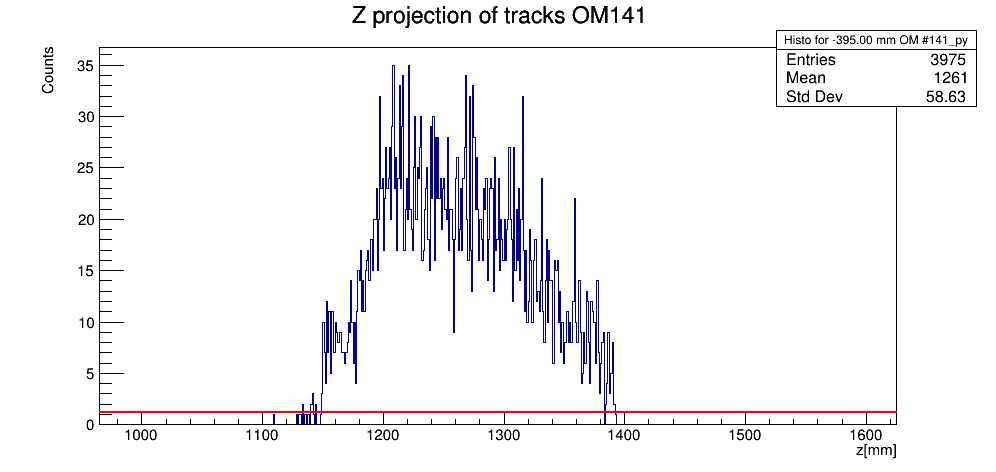 Z projection of tracks OM141
Histo for -395.00 mm OM #141_py
Entries 3975
Mean 1261
Std Dev 58.63
Counts
35
30
25
20
15
10
5
0
1000 1100 1200 1300 1400 1500 1600
z[mm]